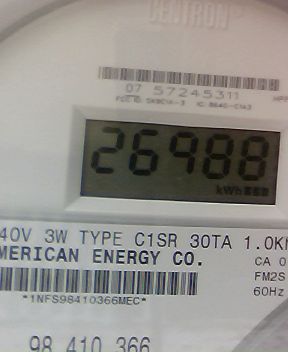 CENTRON
07 57245311
26988
kWh
40V 3W TYPE C1SR 30TA 1.0K
MERICAN ENERGY CO.
CA 0
FM2S
*1NFS98410366MEC*
60Hz
98 410 366